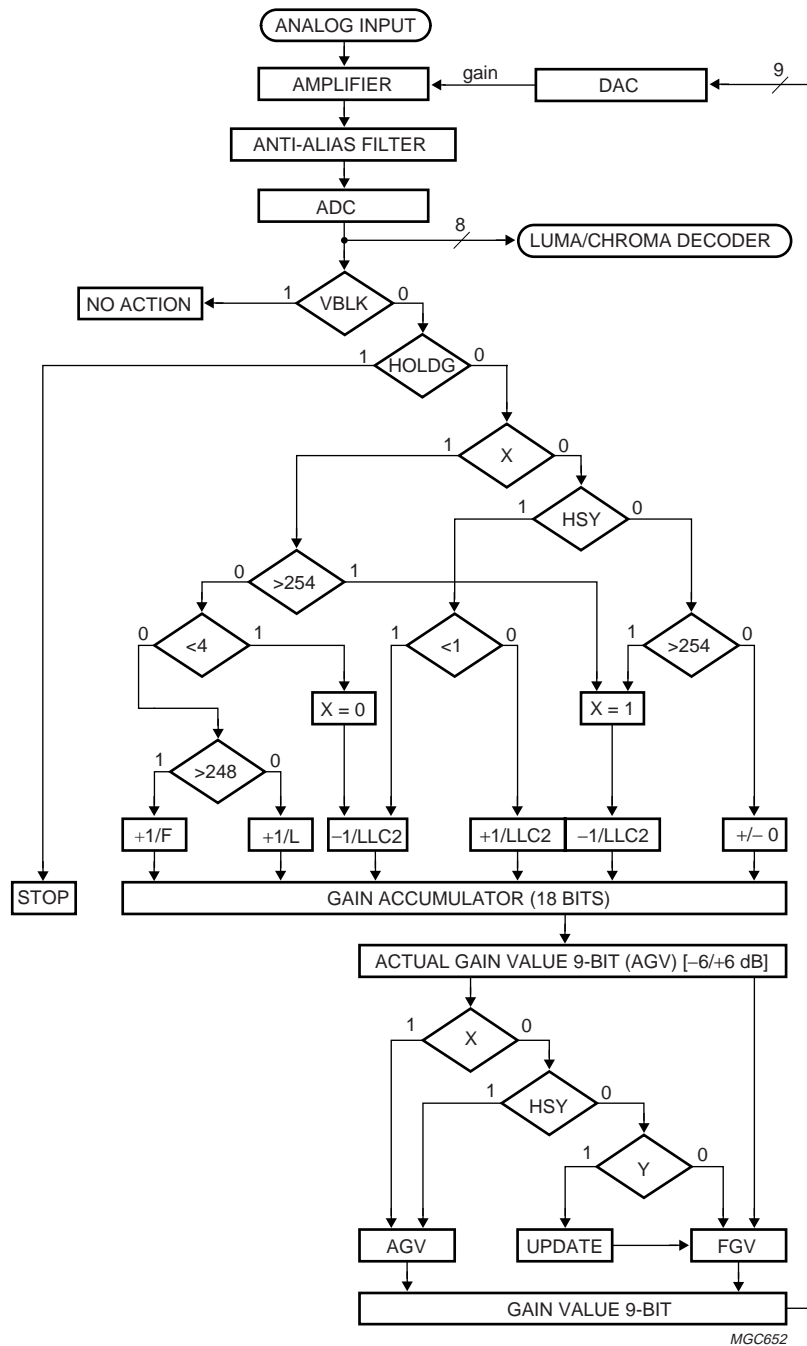 ANALOG INPUT
AMPLIFIER
gain
DAC
9
ANTI-ALIAS FILTER
ADC
8
LUMA/CHROMA DECODER
NO ACTION
1
VBLK
0
1
HOLDG
0
1
X
0
1
HSY
0
0
>254
1
0
<4
1
1
<1
0
1
>254
0
X = 0
X = 1
1
>248
0
+1/F
+1/L
−1/LLC2
+1/LLC2
−1/LLC2
+/− 0
STOP
GAIN ACCUMULATOR (18 BITS)
ACTUAL GAIN VALUE 9-BIT (AGV) [−6/+6 dB]
1
X
0
1
HSY
0
1
Y
0
AGV
UPDATE
FGV
GAIN VALUE 9-BIT
MGC652